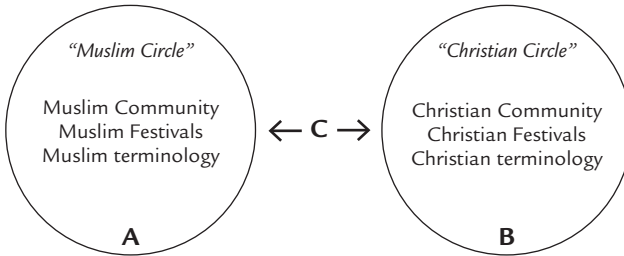 “Muslim Circle”
Muslim Community
Muslim Festivals
Muslim terminology
A
C
“Christian Circle”
Christian Community
Christian Festivals
Christian terminology
B